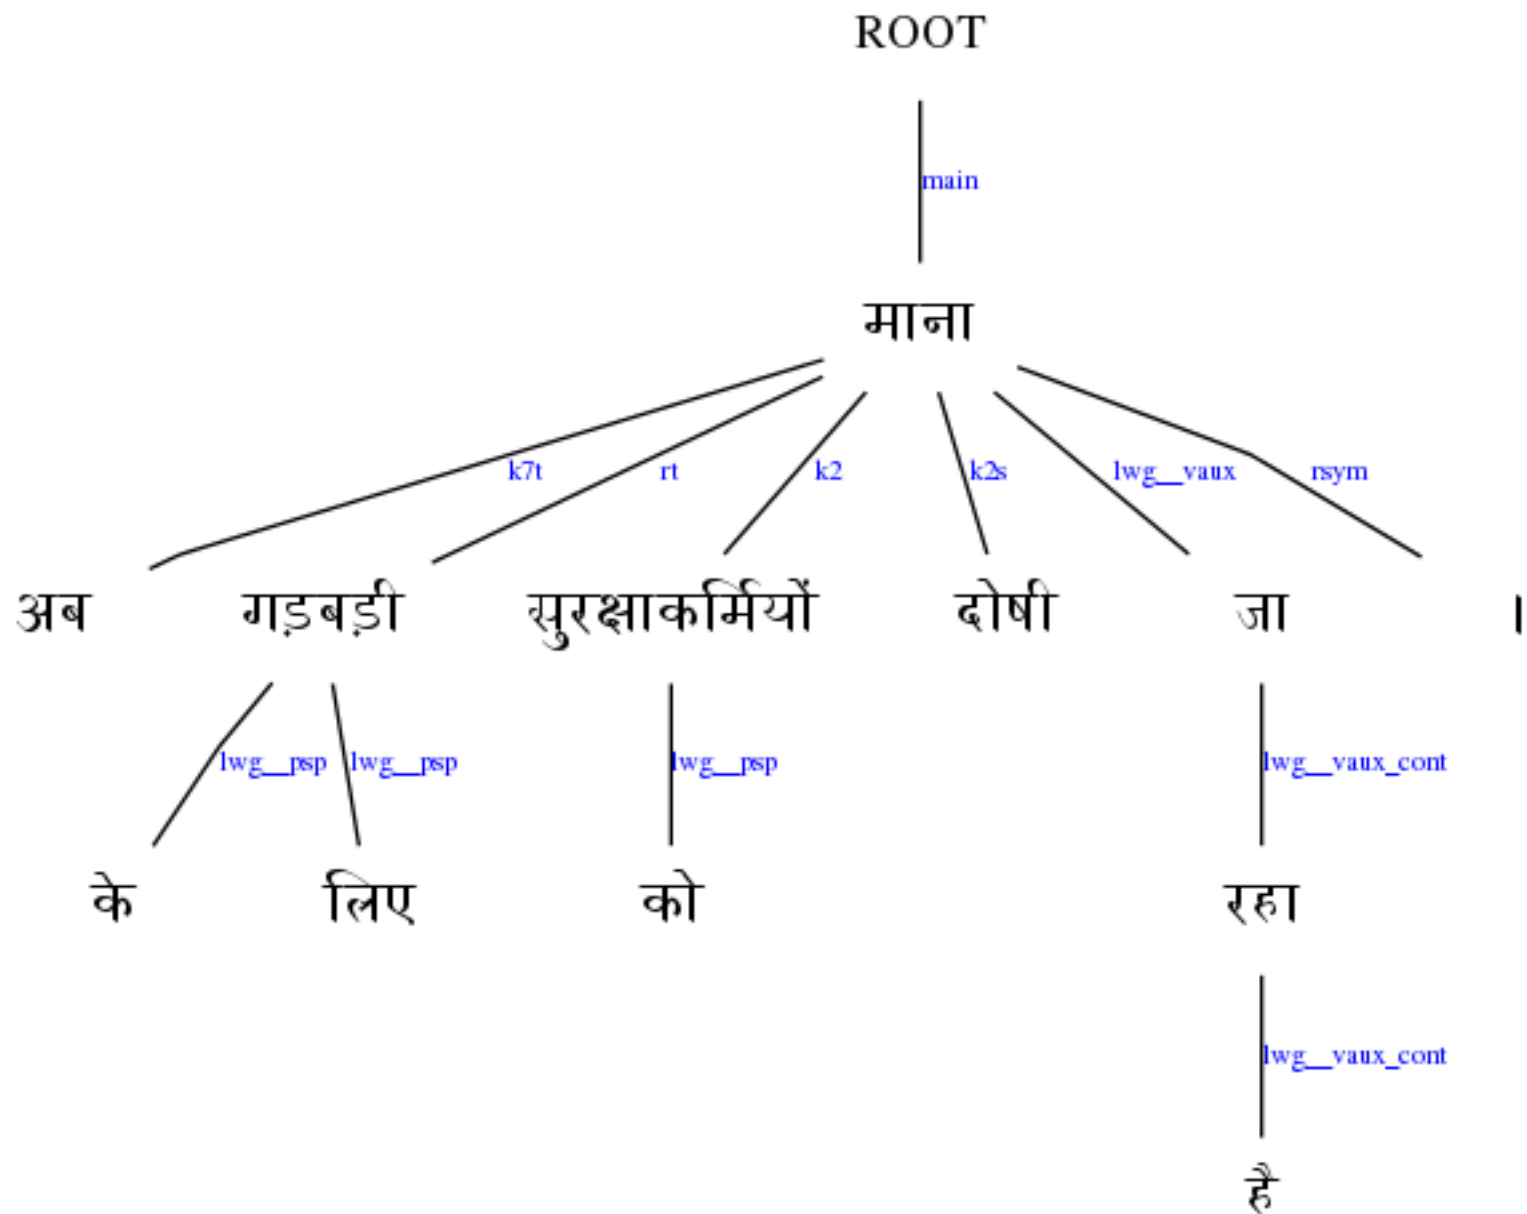 ROOT
main
माना
k7t rt k2 k2s lwg__vaux rsym
अब गड़बड़ी सुरक्षाकर्मियों दोषी जा ।
lwg__psp lwg__psp lwg__psp lwg__vaux_cont
के लिए को रहा
lwg__vaux_cont
है